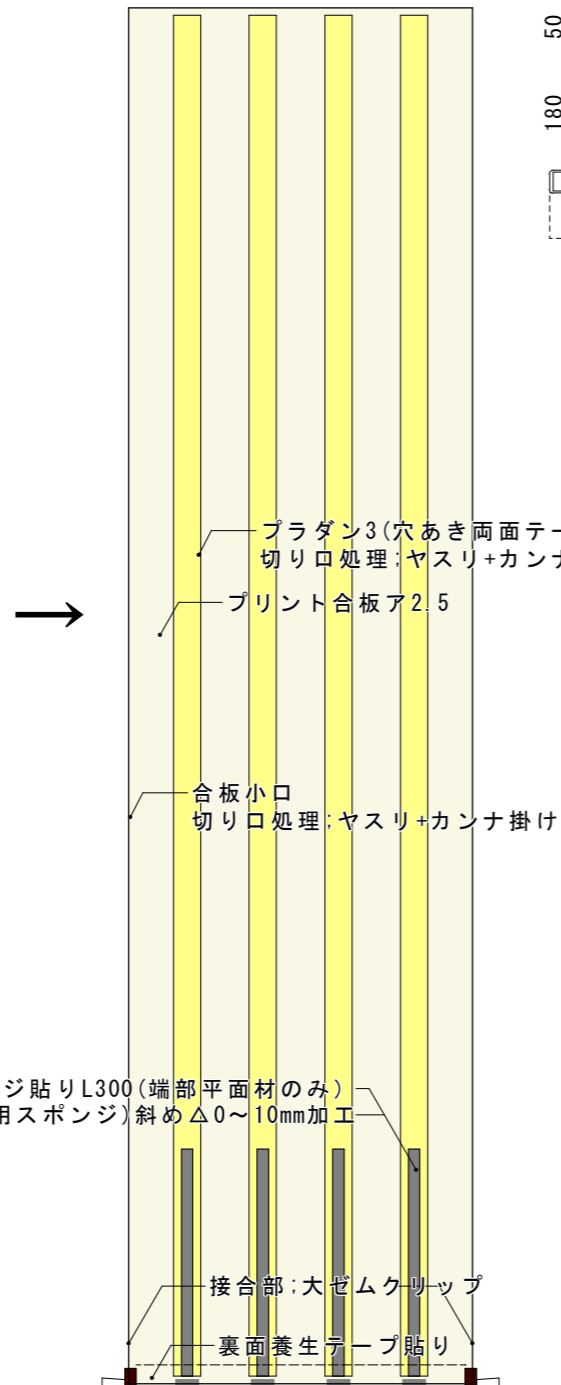 50
180
プラダン3(穴あき両面テー
切り口処理;ヤスリ+カンナ
プリント合板ア2.5
合板小口
切り口処理;ヤスリ+カンナ掛け
ジ貼りL300(端部平面材のみ)
用スポンジ)斜め△0～10mm加工
接合部;大ゼムクリップ
裏面養生テープ貼り